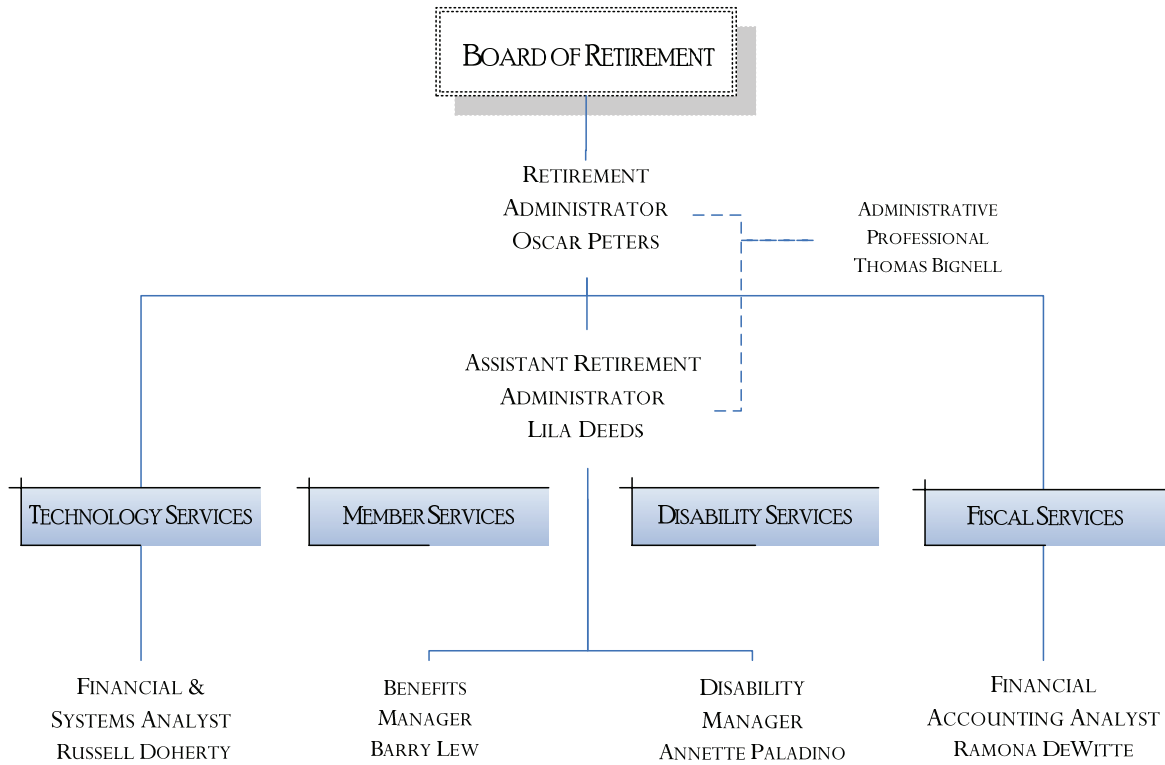 BOARD OF RETIREMENT
RETIREMENT
ADMINISTRATOR
OSCAR PETERS
ADMINISTRATIVE
PROFESSIONAL
THOMAS BIGNELL
ASSISTANT RETIREMENT
ADMINISTRATOR
LILA DEEDS
TECHNOLOGY SERVICES
MEMBER SERVICES
DISABILITY SERVICES
FISCAL SERVICES
FINANCIAL &
SYSTEMS ANALYST
RUSSELL DOHERTY
BENEFITS
MANAGER
BARRY LEW
DISABILITY
MANAGER
ANNETTE PALADINO
FINANCIAL
ACCOUNTING ANALYST
RAMONA DEWITTE